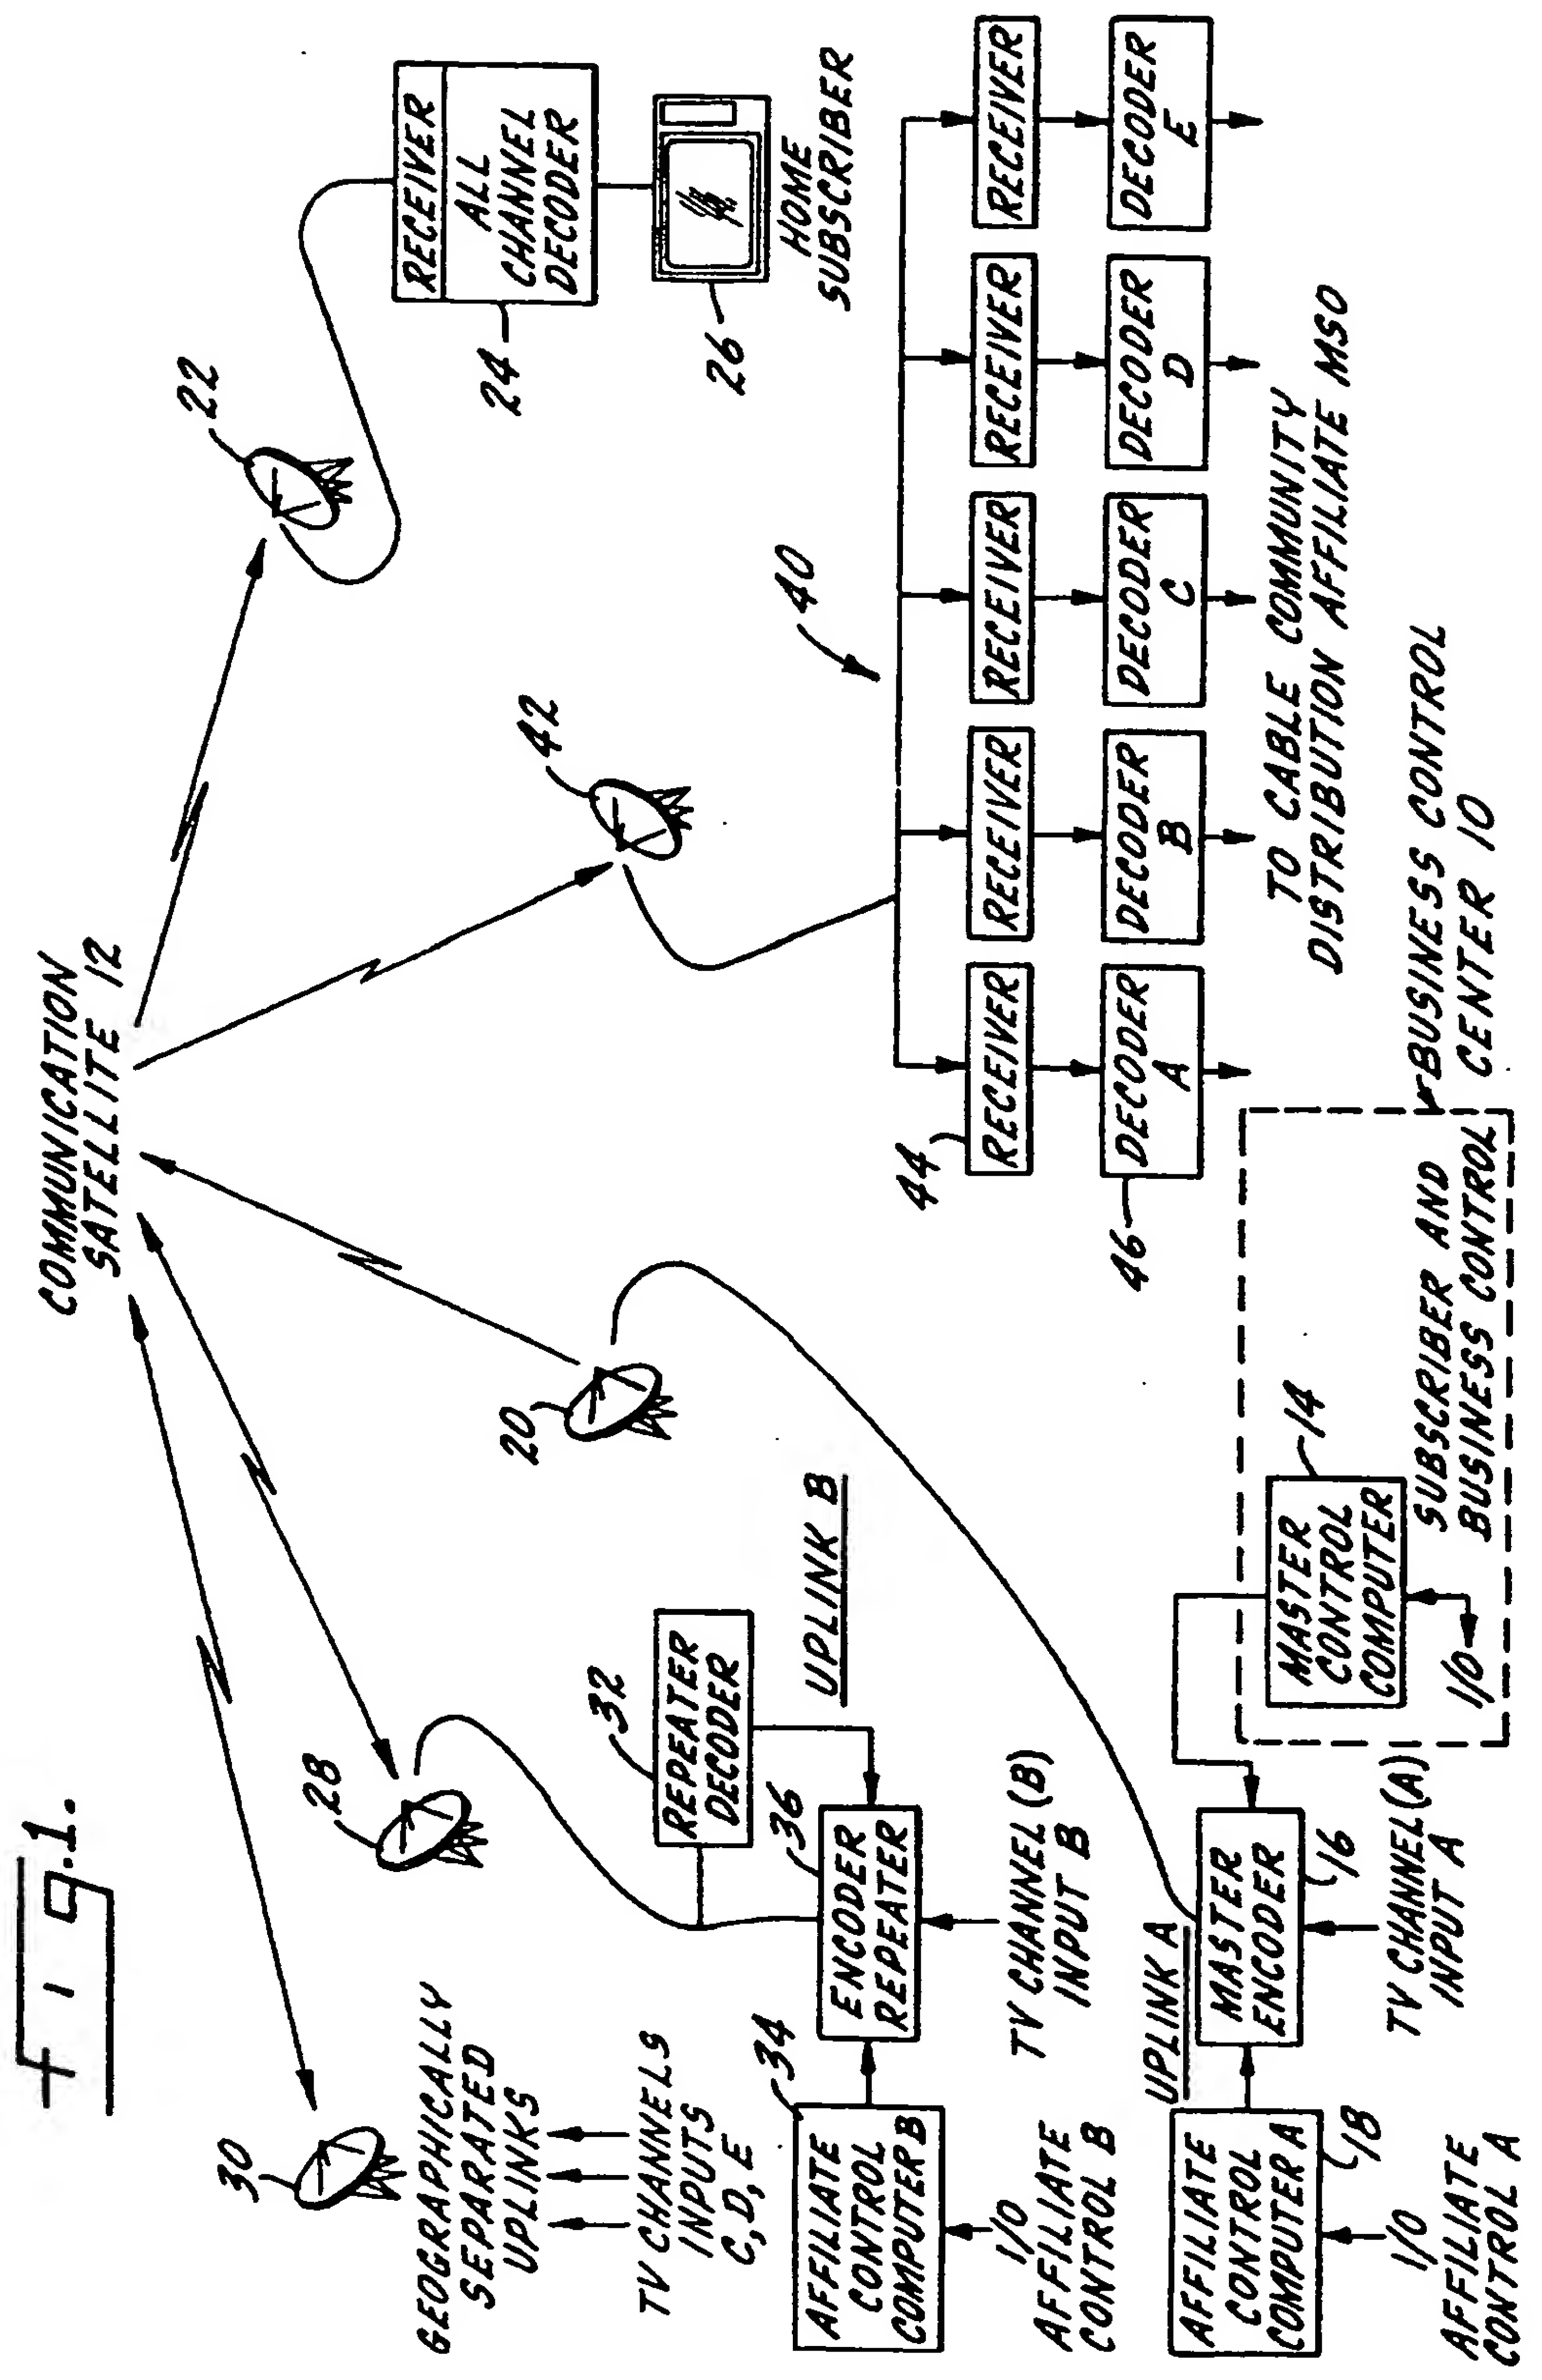 Fig.1.
COMMUNICATION
SATELLITE 12
30
28
20
42
22
GEOGRAPHICALLY
SEPARATED
UPLINKS
TV CHANNELS
INPUTS
C,D,E
32
REPEATER
DECODER
UPLINK B
34
AFFILIATE
CONTROL
COMPUTER B
36
ENCODER
REPEATER
I/O
AFFILIATE
CONTROL B
TV CHANNEL (B)
INPUT B
UPLINK A
AFFILIATE
CONTROL
COMPUTER A
18
MASTER
ENCODER
16
I/O
AFFILIATE
CONTROL A
TV CHANNEL (A)
INPUT A
MASTER
CONTROL
COMPUTER
14
I/O
SUBSCRIBER AND
BUSINESS CONTROL
BUSINESS CONTROL
CENTER 10
RECEIVER
ALL
CHANNEL
DECODER
24
26
HOME
SUBSCRIBER
40
44
RECEIVER
RECEIVER
RECEIVER
RECEIVER
RECEIVER
46
DECODER
A
DECODER
B
DECODER
C
DECODER
D
DECODER
E
TO CABLE COMMUNITY
DISTRIBUTION AFFILIATE MSO